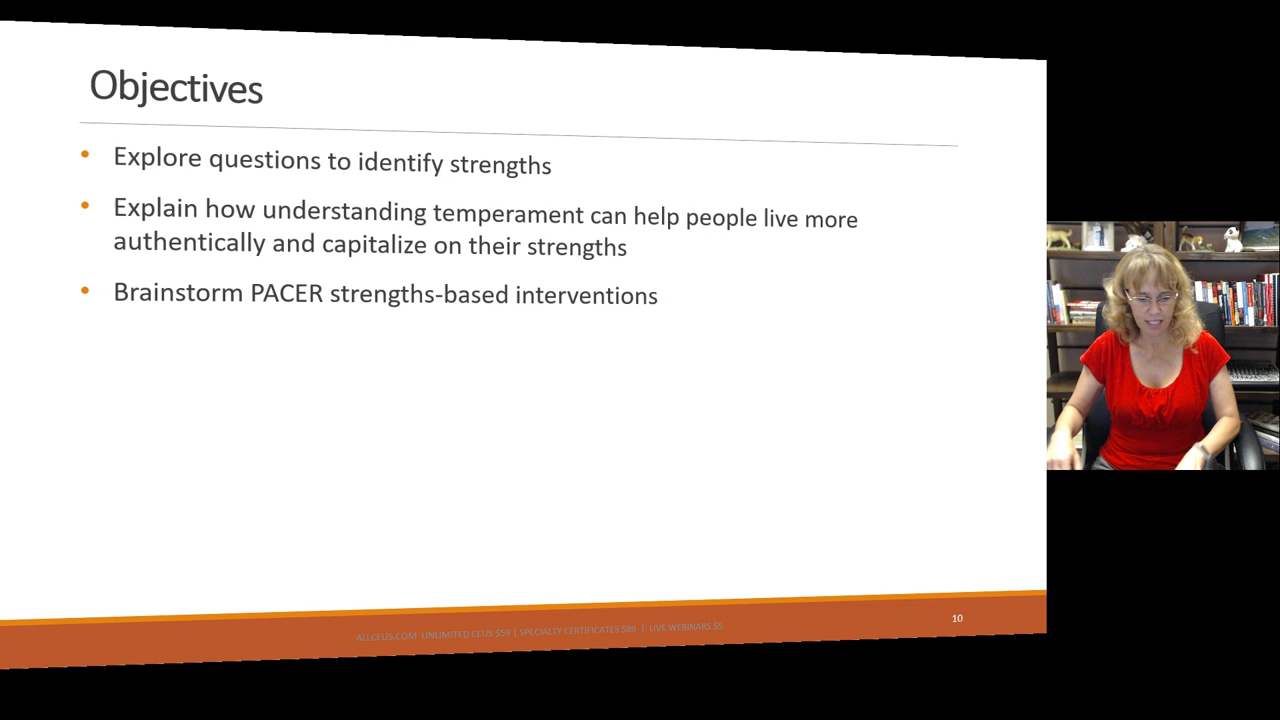 Objectives
• Explore questions to identify strengths
• Explain how understanding temperament can help people live more
authentically and capitalize on their strengths
• Brainstorm PACER strengths-based interventions
ALLCEUS.COM UNLIMITED CEUS $59 | SPECIALTY CERTIFICATES $89 | LIVE WEBINARS $5
10